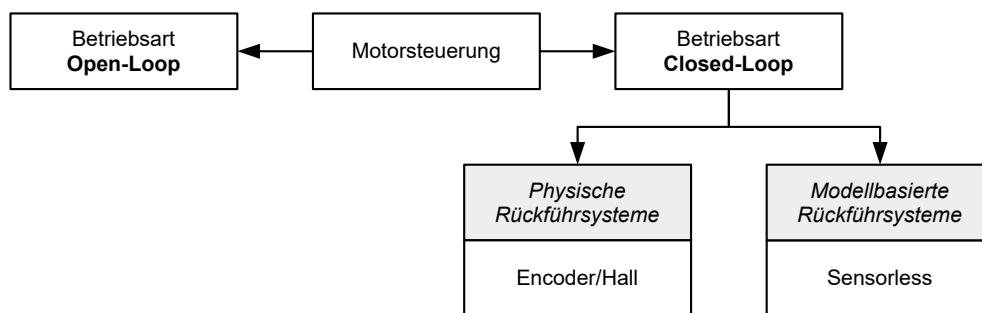 Betriebsart
Open-Loop
Motorsteuerung
Betriebsart
Closed-Loop
Physische
Rückführsysteme
Encoder/Hall
Modellbasierte
Rückführsysteme
Sensorless